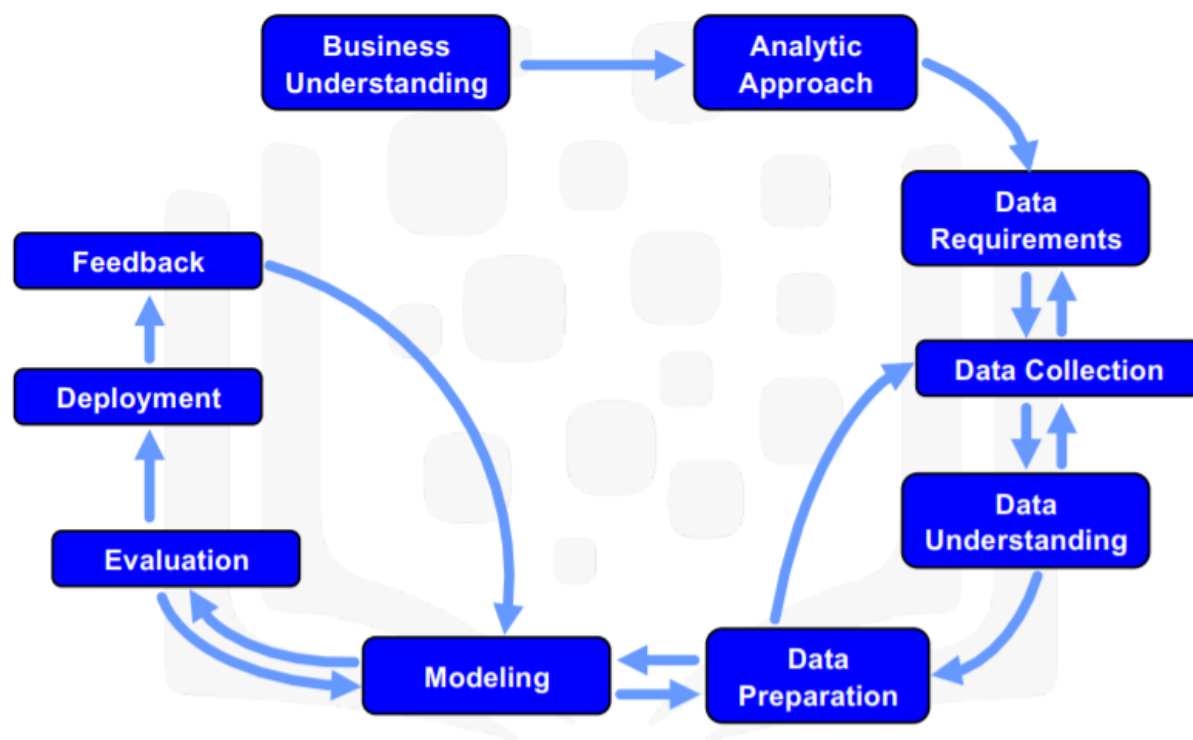 Business
Understanding
Analytic
Approach
Data
Requirements
Data Collection
Data
Understanding
Data
Preparation
Modeling
Evaluation
Deployment
Feedback